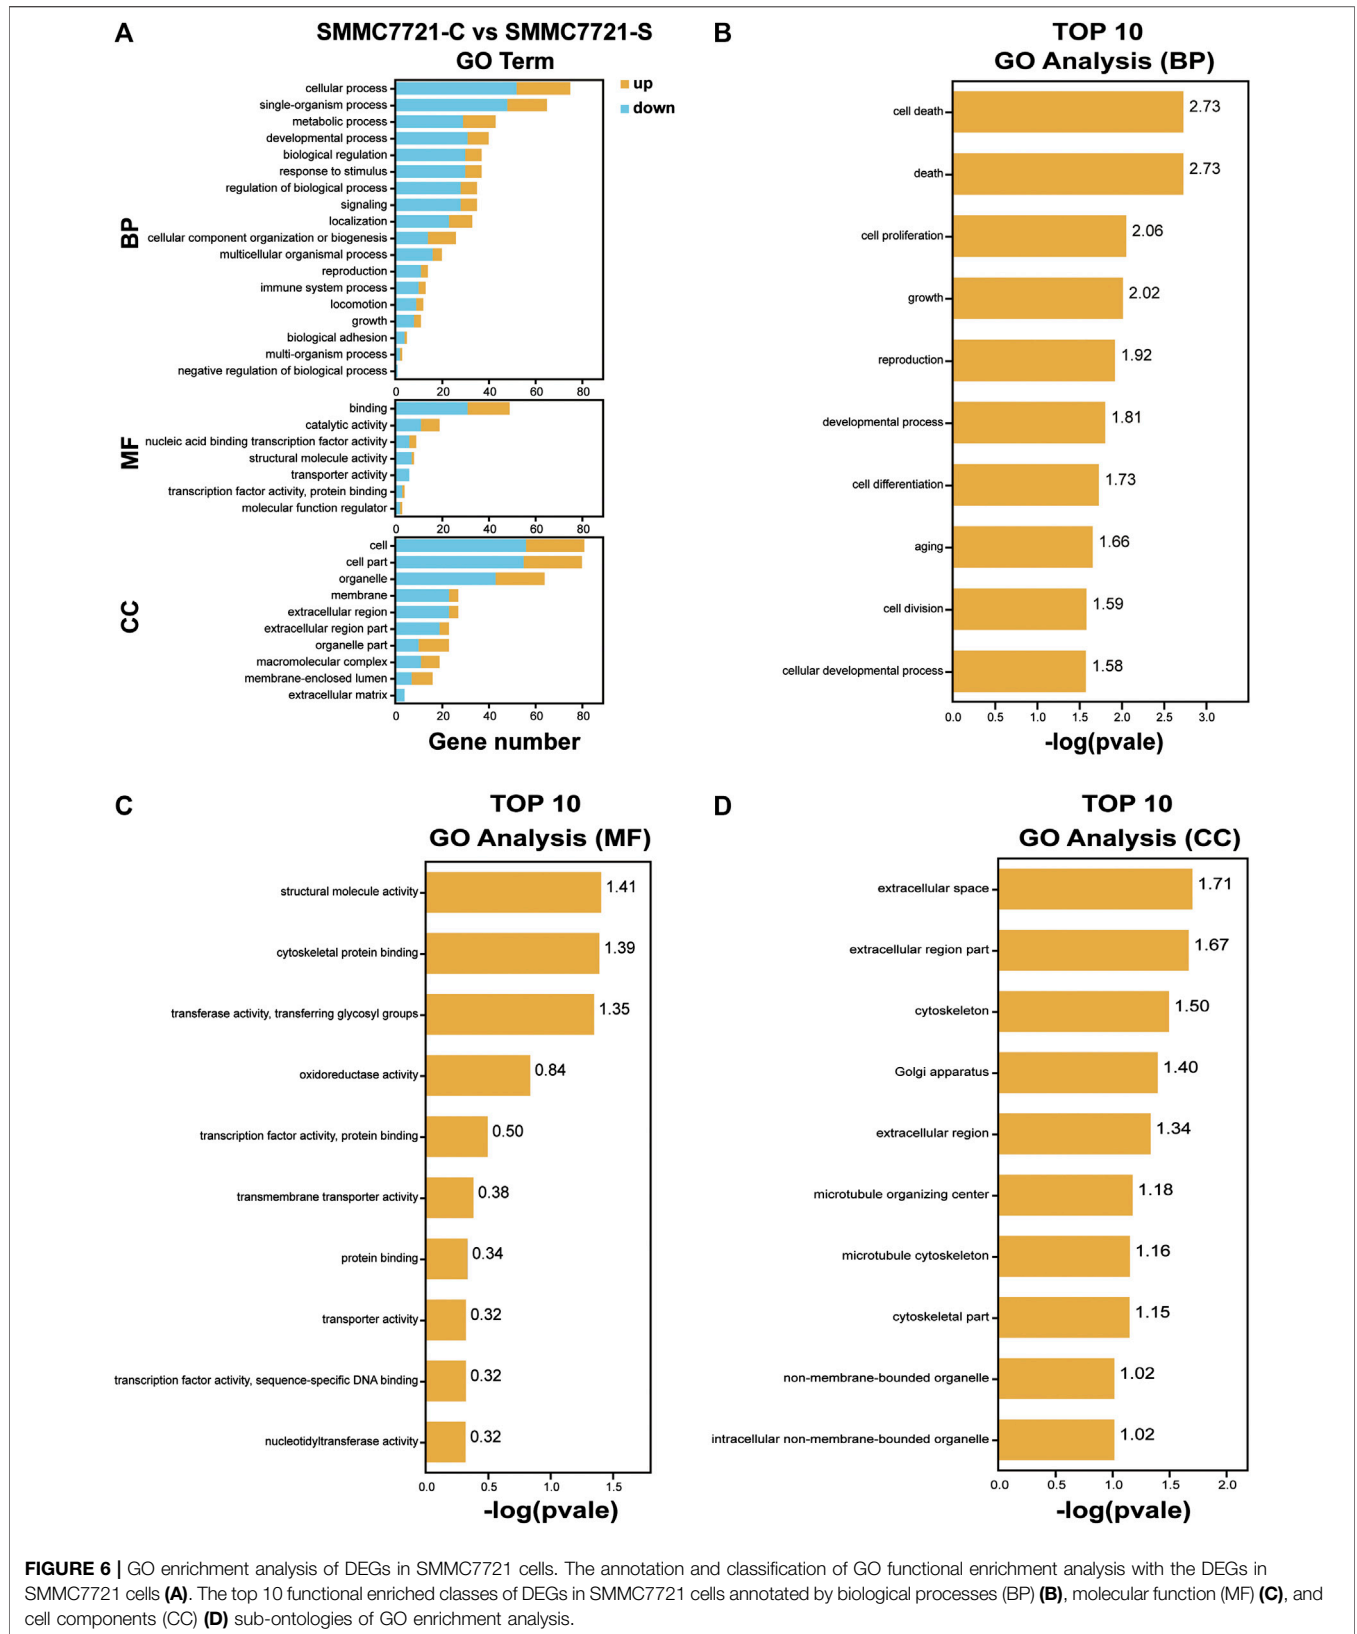 A
SMMC7721-C vs SMMC7721-S
GO Term
up
down
BP
cellular process
single-organism process
metabolic process
developmental process
biological regulation
response to stimulus
regulation of biological process
signaling
localization
cellular component organization or biogenesis
multicellular organismal process
reproduction
immune system process
locomotion
growth
biological adhesion
multi-organism process
negative regulation of biological process
0 20 40 60 80
MF
binding
catalytic activity
nucleic acid binding transcription factor activity
structural molecule activity
transporter activity
transcription factor activity, protein binding
molecular function regulator
0 20 40 60 80
CC
cell
cell part
organelle
membrane
extracellular region
extracellular region part
organelle part
macromolecular complex
membrane-enclosed lumen
extracellular matrix
0 20 40 60 80
Gene number
B
TOP 10
GO Analysis (BP)
cell death 2.73
death 2.73
cell proliferation 2.06
growth 2.02
reproduction 1.92
developmental process 1.81
cell differentiation 1.73
aging 1.66
cell division 1.59
cellular developmental process 1.58
0.0 0.5 1.0 1.5 2.0 2.5 3.0
-log(pvale)
C
TOP 10
GO Analysis (MF)
structural molecule activity 1.41
cytoskeletal protein binding 1.39
transferase activity, transferring glycosyl groups 1.35
oxidoreductase activity 0.84
transcription factor activity, protein binding 0.50
transmembrane transporter activity 0.38
protein binding 0.34
transporter activity 0.32
transcription factor activity, sequence-specific DNA binding 0.32
nucleotidyltransferase activity 0.32
0.0 0.5 1.0 1.5
-log(pvale)
D
TOP 10
GO Analysis (CC)
extracellular space 1.71
extracellular region part 1.67
cytoskeleton 1.50
Golgi apparatus 1.40
extracellular region 1.34
microtubule organizing center 1.18
microtubule cytoskeleton 1.16
cytoskeletal part 1.15
non-membrane-bounded organelle 1.02
intracellular non-membrane-bounded organelle 1.02
0.0 0.5 1.0 1.5 2.0
-log(pvale)
FIGURE 6 | GO enrichment analysis of DEGs in SMMC7721 cells. The annotation and classification of GO functional enrichment analysis with the DEGs in
SMMC7721 cells (A). The top 10 functional enriched classes of DEGs in SMMC7721 cells annotated by biological processes (BP) (B), molecular function (MF) (C), and
cell components (CC) (D) sub-ontologies of GO enrichment analysis.